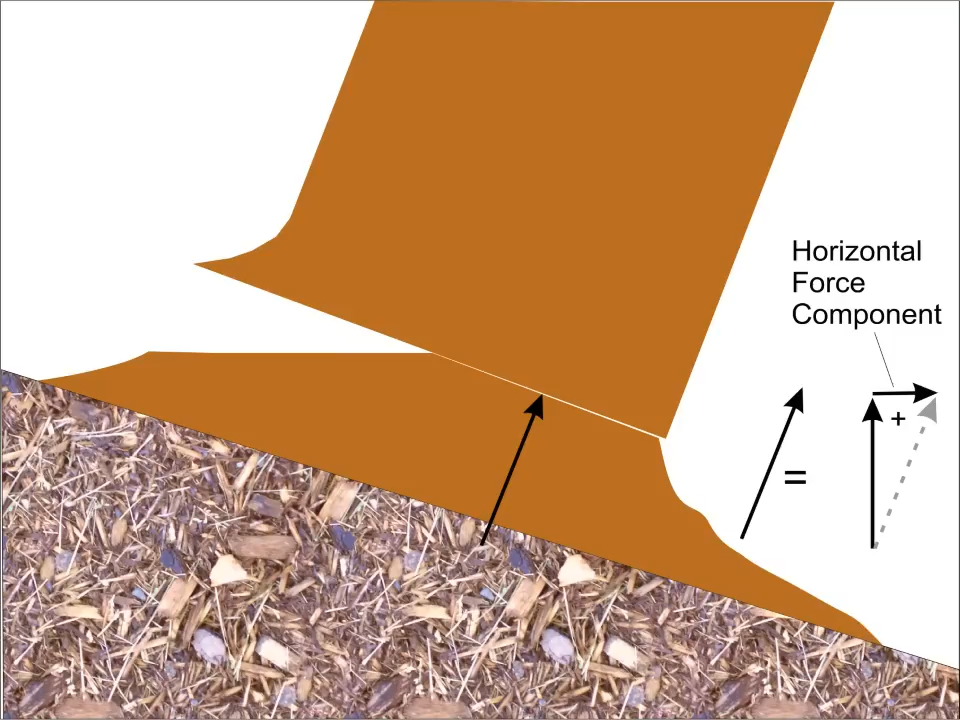 Horizontal
Force
Component
+
=